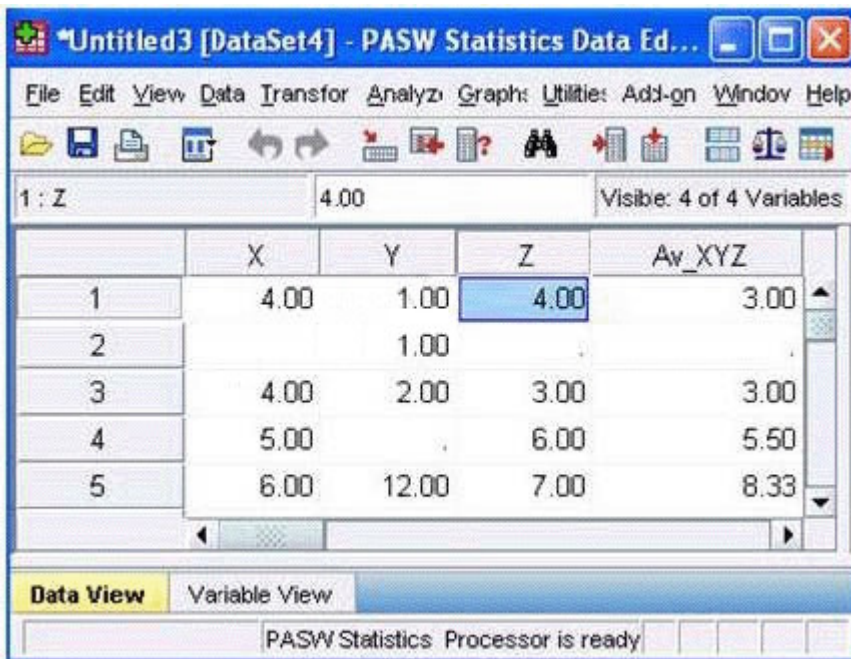 *Untitled3 [DataSet4] - PASW Statistics Data Ed...
File Edit View Data Transfor Analyz Graph Utilities Add-on Windov Help
1 : Z 4.00 Visible: 4 of 4 Variables
X Y Z Av_XYZ
1 4.00 1.00 4.00 3.00
2 1.00 . .
3 4.00 2.00 3.00 3.00
4 5.00 . 6.00 5.50
5 6.00 12.00 7.00 8.33
Data View Variable View
PASW Statistics Processor is ready